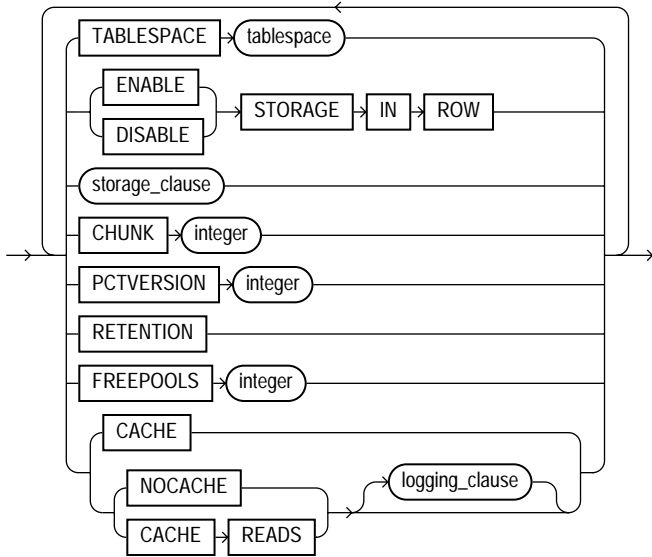 TABLESPACE tablespace
ENABLE
DISABLE
STORAGE IN ROW
storage_clause
CHUNK integer
PCTVERSION integer
RETENTION
FREEPOOLS integer
CACHE
NOCACHE
CACHE READS
logging_clause